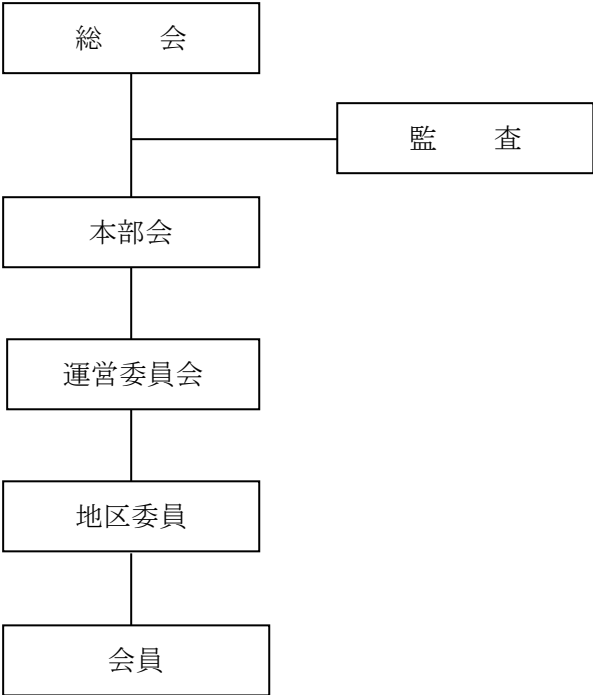 総　　会
監　　査
本部会
運営委員会
地区委員
会員